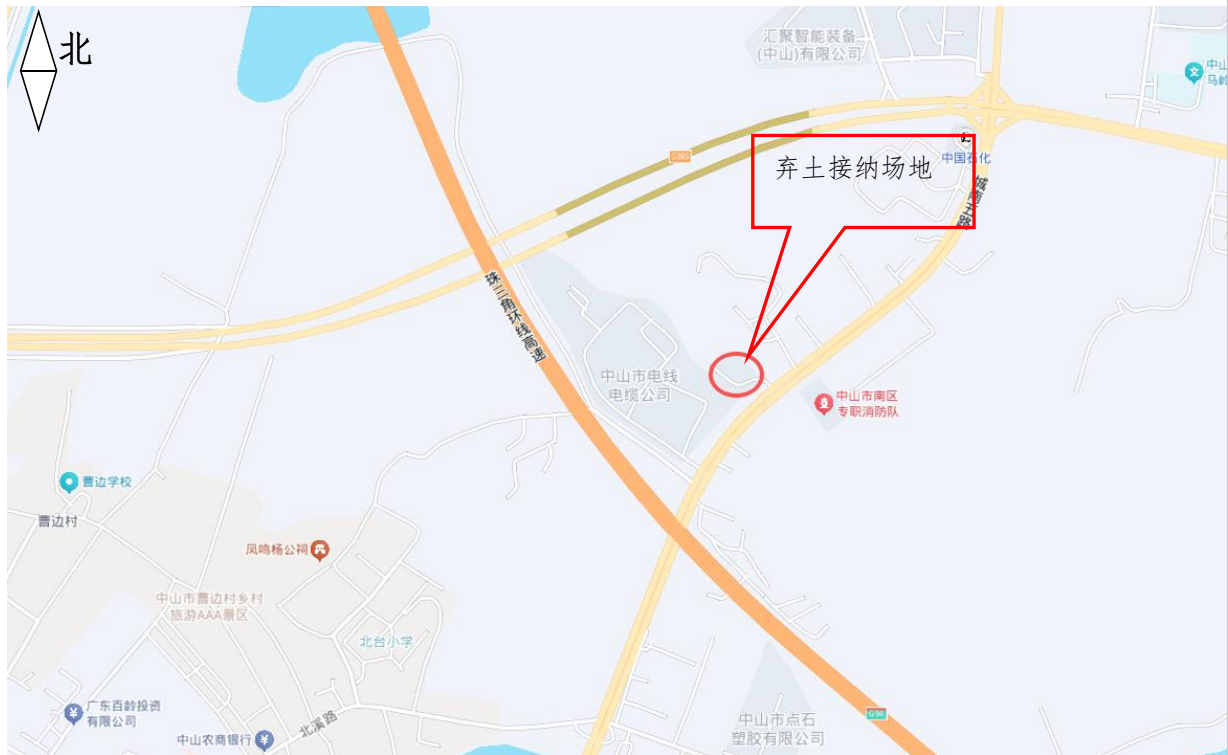 北
汇聚智能装备
(中山)有限公司
中山
马岭
S385
中国石化
弃土接纳场地
城南五路
珠三角环线高速
中山市电线
电缆公司
中山市南区
专职消防队
曹边学校
曹边村
凤鸣杨公祠
中山市曹边村乡村
旅游AAA景区
北台小学
广东百龄投资
有限公司
中山农商银行
北溪路
中山市点石
塑胶有限公司
G94